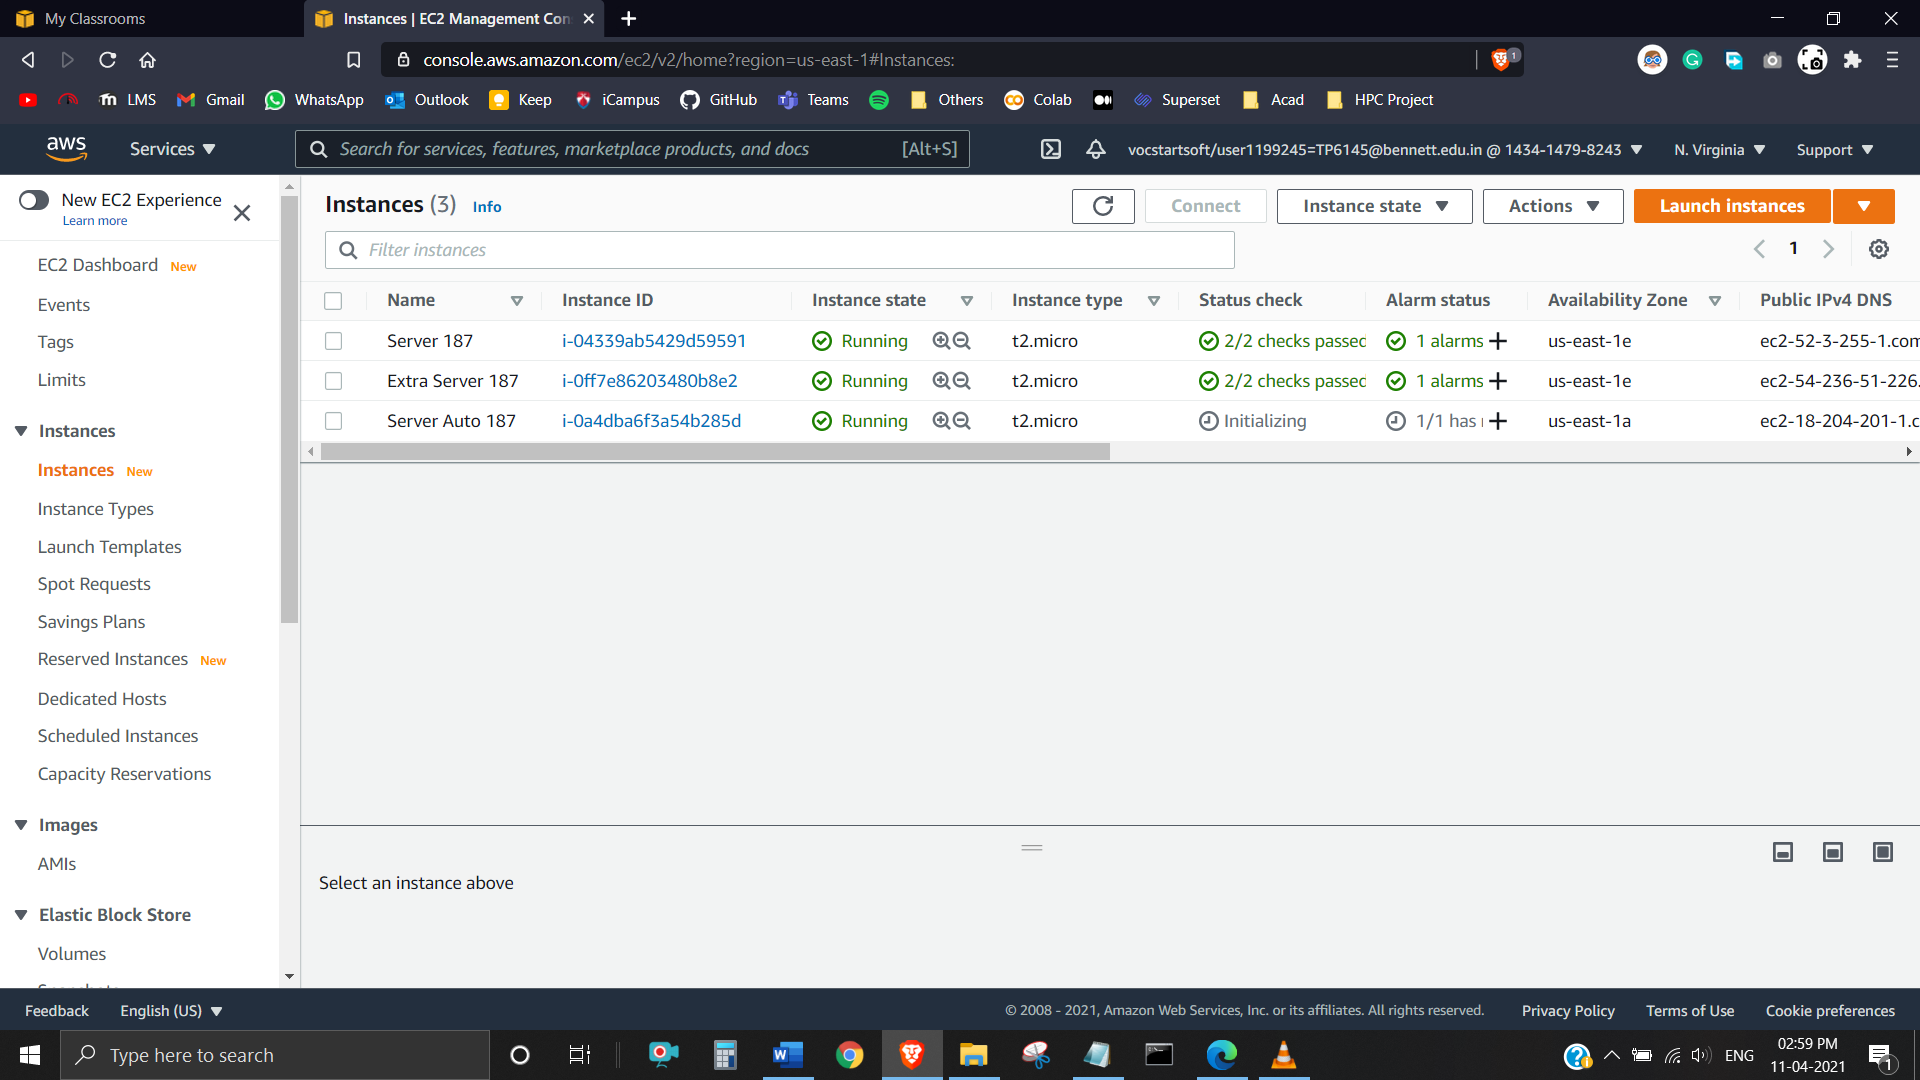 My Classrooms
Instances | EC2 Management Con
console.aws.amazon.com/ec2/v2/home?region=us-east-1#Instances:
1
LMS
Gmail
WhatsApp
Outlook
Keep
iCampus
GitHub
Teams
Others
Colab
Superset
Acad
HPC Project
aws
Services
Search for services, features, marketplace products, and docs
[Alt+S]
vocstartsoft/user1199245=TP6145@bennett.edu.in @ 1434-1479-8243
N. Virginia
Support
New EC2 Experience
Learn more
EC2 Dashboard New
Events
Tags
Limits
Instances
Instances New
Instance Types
Launch Templates
Spot Requests
Savings Plans
Reserved Instances New
Dedicated Hosts
Scheduled Instances
Capacity Reservations
Images
AMIs
Elastic Block Store
Volumes
Instances (3) Info
Connect
Instance state
Actions
Launch instances
Filter instances
1
Name Instance ID Instance state Instance type Status check Alarm status Availability Zone Public IPv4 DNS
Server 187 i-04339ab5429d59591 Running t2.micro 2/2 checks passed 1 alarms us-east-1e ec2-52-3-255-1.com
Extra Server 187 i-0ff7e86203480b8e2 Running t2.micro 2/2 checks passed 1 alarms us-east-1e ec2-54-236-51-226.
Server Auto 187 i-0a4dba6f3a54b285d Running t2.micro Initializing 1/1 has us-east-1a ec2-18-204-201-1.c
Select an instance above
Feedback
English (US)
© 2008 - 2021, Amazon Web Services, Inc. or its affiliates. All rights reserved.
Privacy Policy
Terms of Use
Cookie preferences
Type here to search
ENG
02:59 PM
11-04-2021
1